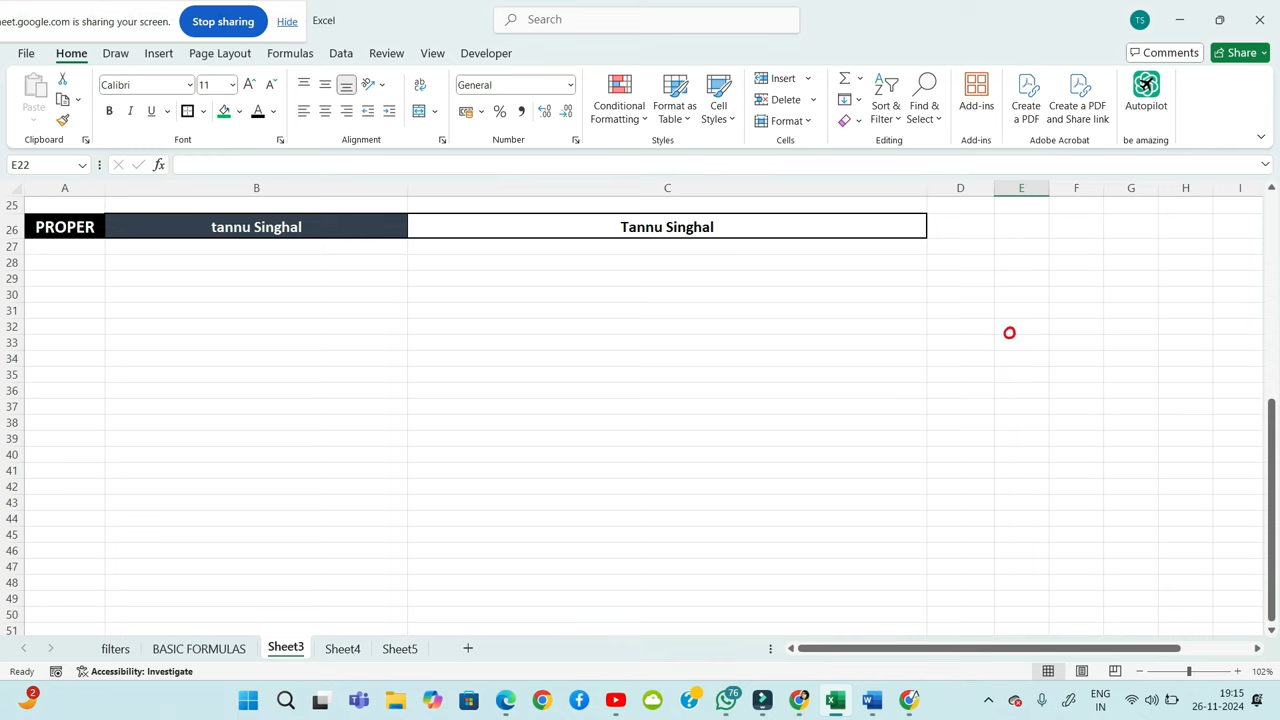 eet.google.com is sharing your screen. Stop sharing Hide Excel Search TS
File Home Draw Insert Page Layout Formulas Data Review View Developer Comments Share
Paste Calibri 11 General Conditional Formatting Format as Table Cell Styles Insert Delete Format Sort & Filter Find & Select Add-ins Create a PDF Create a PDF and Share link Autopilot
Clipboard Font Alignment Number Styles Cells Editing Add-ins Adobe Acrobat be amazing
E22 fx
A B C D E F G H I
25
26 PROPER tannu Singhal Tannu Singhal
27
28
29
30
31
32
33
34
35
36
37
38
39
40
41
42
43
44
45
46
47
48
49
50
51
filters BASIC FORMULAS Sheet3 Sheet4 Sheet5
Ready Accessibility: Investigate 102%
2 76 ENG IN 19:15 26-11-2024